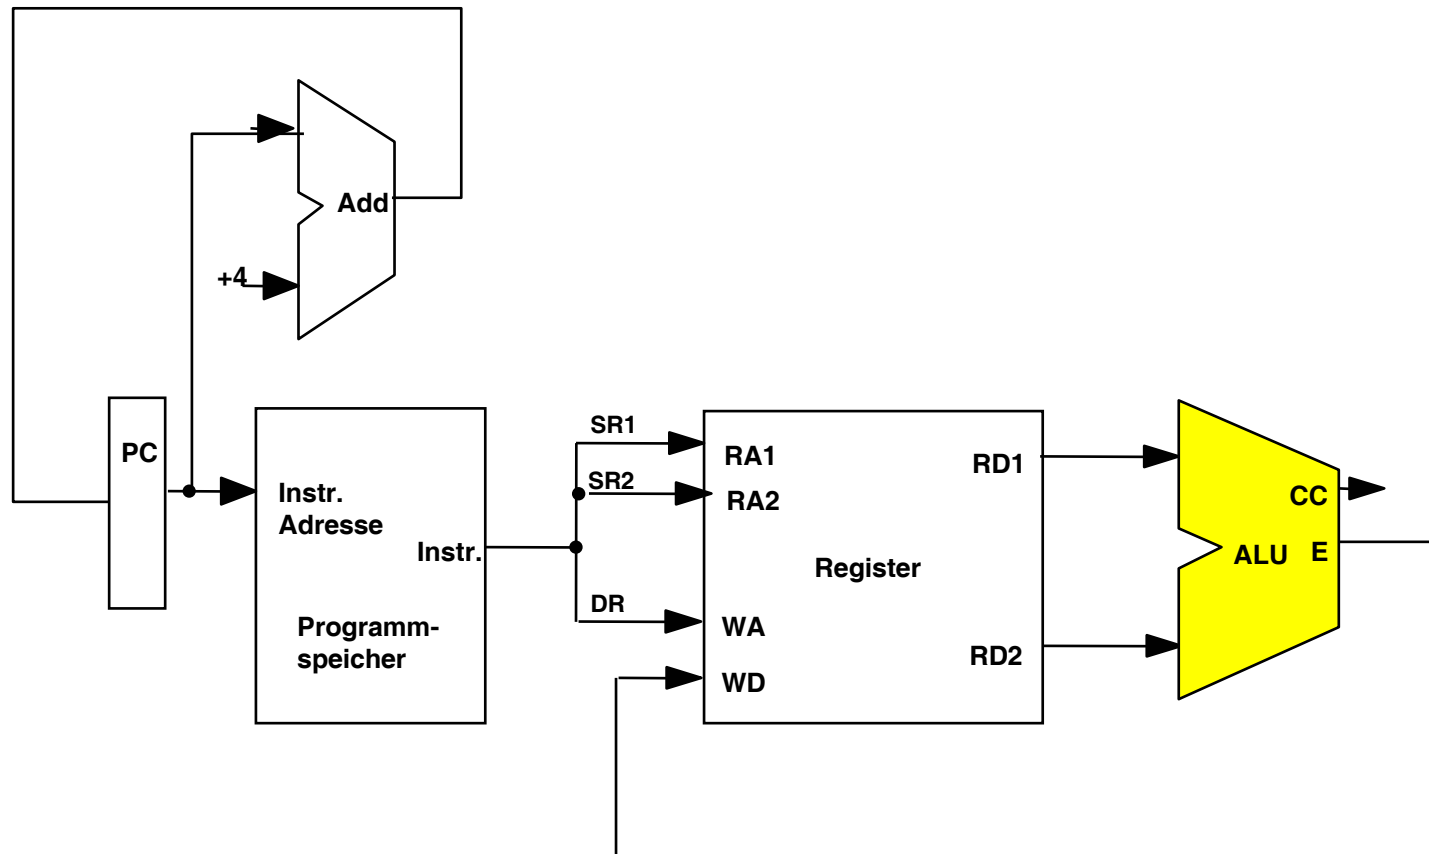 Add
+4
PC
Instr.
Adresse
Instr.
Programm-
speicher
SR1
SR2
DR
RA1
RA2
WA
WD
Register
RD1
RD2
CC
ALU E